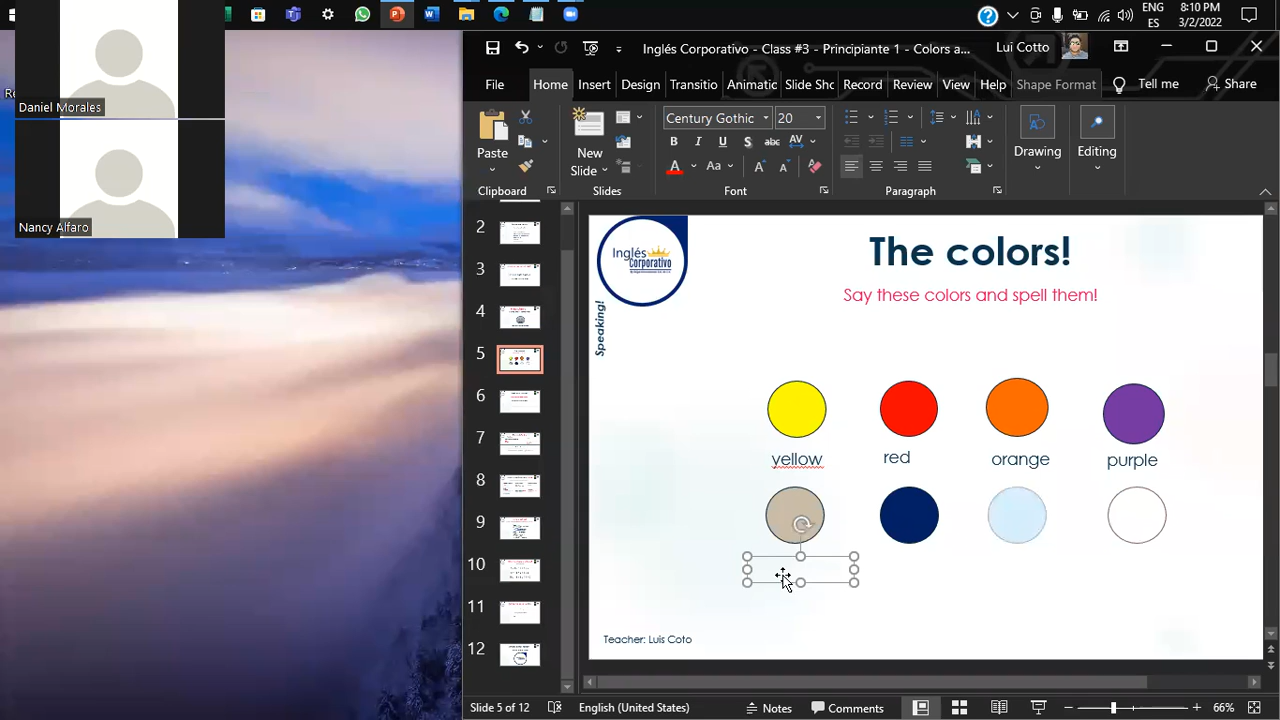 ENG
ES
8:10 PM
3/2/2022
Daniel Morales
Nancy Alfaro
Inglés Corporativo - Class #3 - Principiante 1 - Colors a...
Lui Cotto
File Home Insert Design Transitio Animatic Slide Shc Record Review View Help Shape Format Tell me Share
Paste
New
Slide
Century Gothic 20
B I U S abc AV
A Aa A A
Drawing
Editing
Clipboard Slides Font Paragraph
2
3
4
5
6
7
8
9
10
11
12
Inglés
Corporativo
The colors!
Say these colors and spell them!
Speaking!
yellow red orange purple
Teacher: Luis Coto
Slide 5 of 12 English (United States) Notes Comments 66%